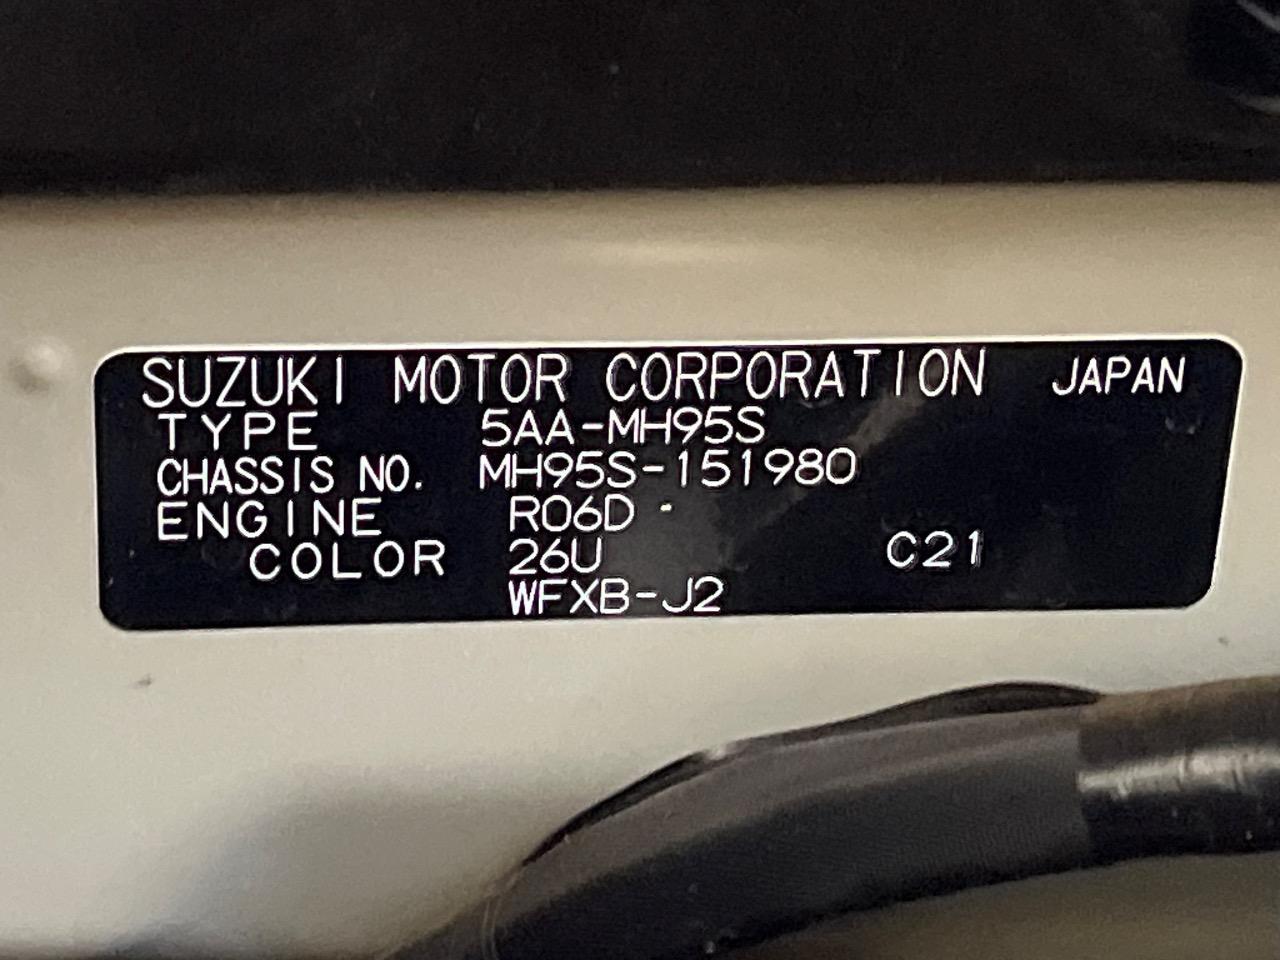 SUZUKI MOTOR CORPORATION JAPAN
TYPE 5AA-MH95S
CHASSIS NO. MH95S-151980
ENGINE R06D
COLOR 26U C21
WFXB-J2